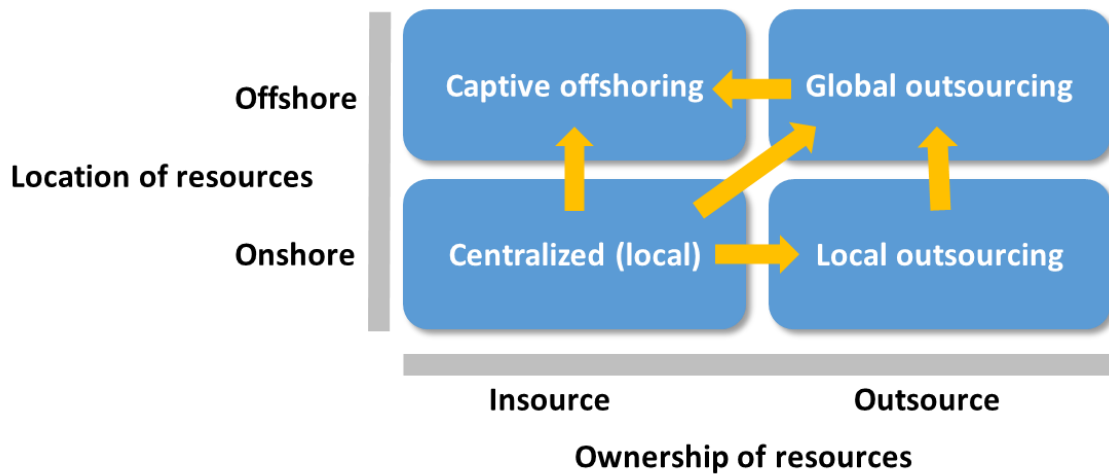 Offshore
Captive offshoring
Global outsourcing
Location of resources
Onshore
Centralized (local)
Local outsourcing
Insource
Outsource
Ownership of resources